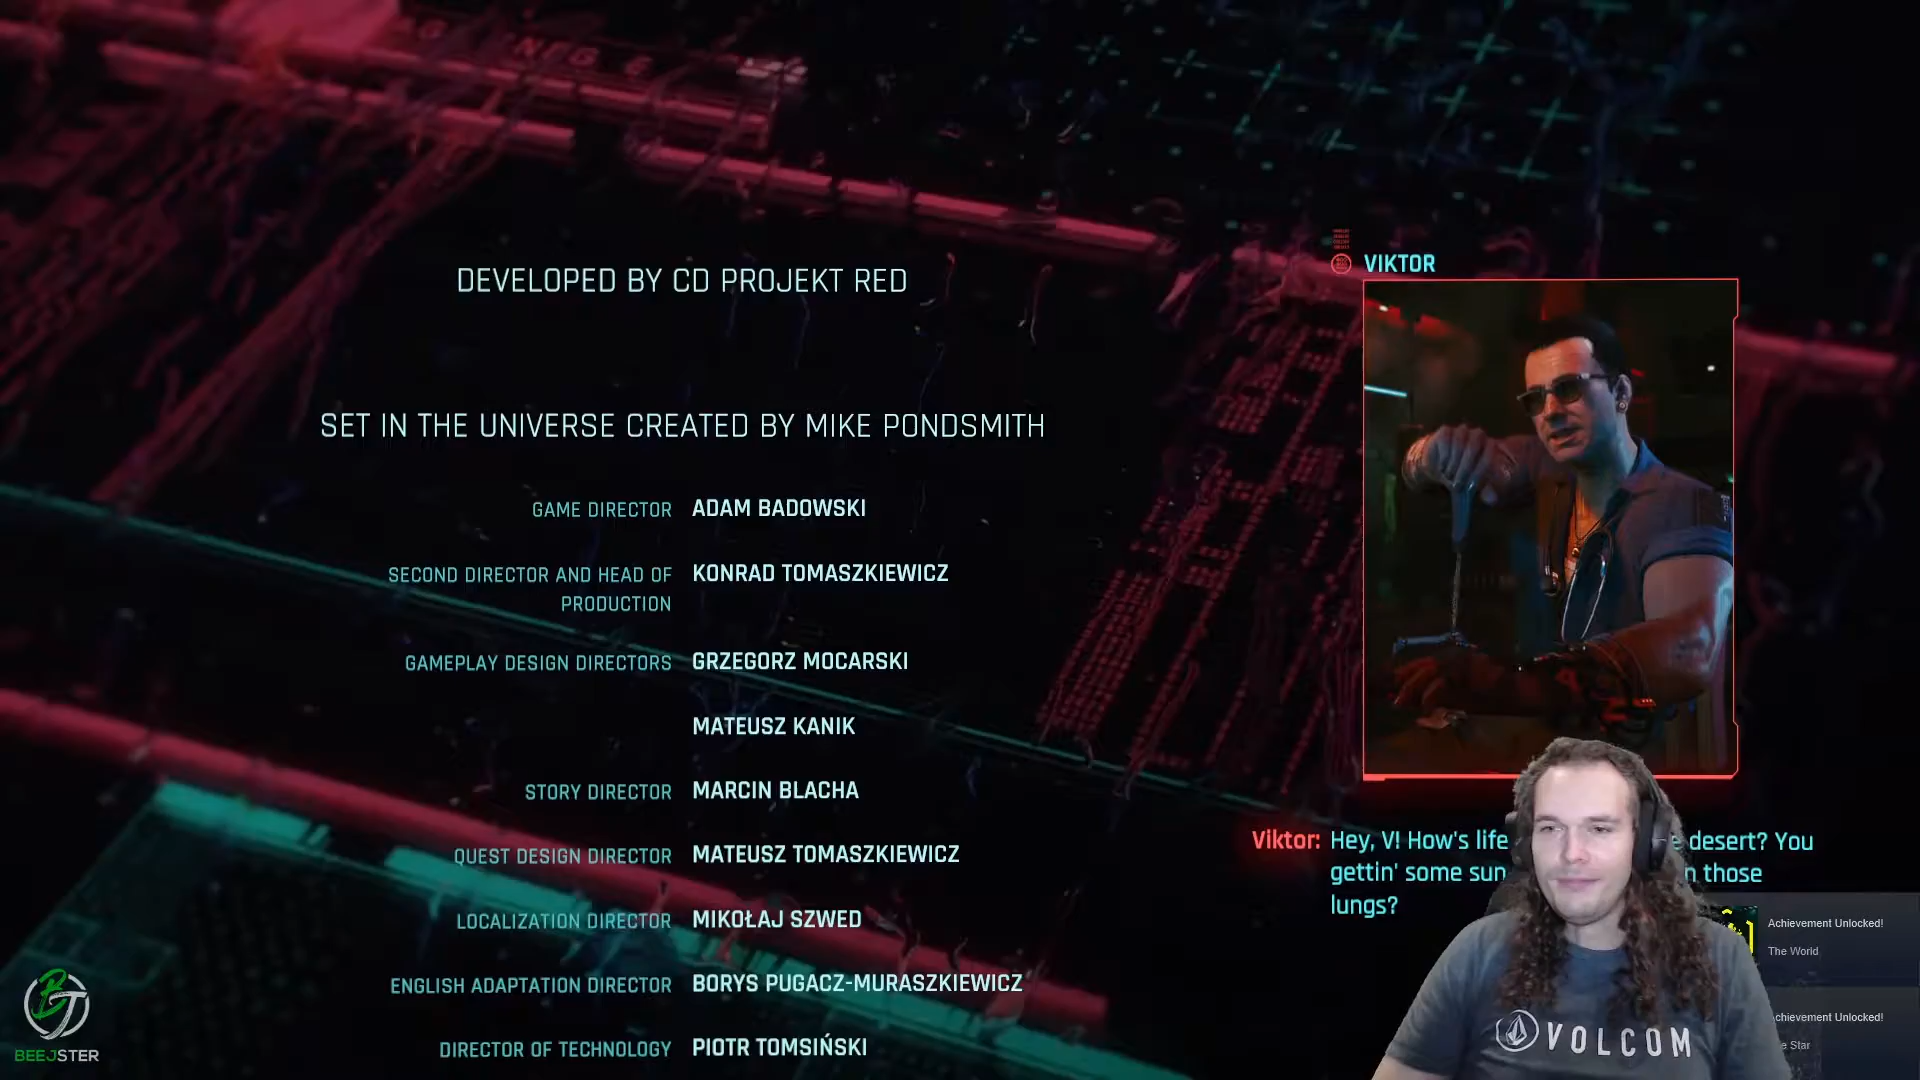 DEVELOPED BY CD PROJEKT RED
SET IN THE UNIVERSE CREATED BY MIKE PONDSMITH
GAME DIRECTOR ADAM BADOWSKI
SECOND DIRECTOR AND HEAD OF PRODUCTION KONRAD TOMASZKIEWICZ
GAMEPLAY DESIGN DIRECTORS GRZEGORZ MOCARSKI
MATEUSZ KANIK
STORY DIRECTOR MARCIN BLACHA
QUEST DESIGN DIRECTOR MATEUSZ TOMASZKIEWICZ
LOCALIZATION DIRECTOR MIKOŁAJ SZWED
ENGLISH ADAPTATION DIRECTOR BORYS PUGACZ-MURASZKIEWICZ
DIRECTOR OF TECHNOLOGY PIOTR TOMSIŃSKI
VIKTOR
Viktor: Hey, V! How's life desert? You
gettin' some sun those
lungs?
Achievement Unlocked!
The World
Achievement Unlocked!
Star
VOLCOM
BEEJSTER